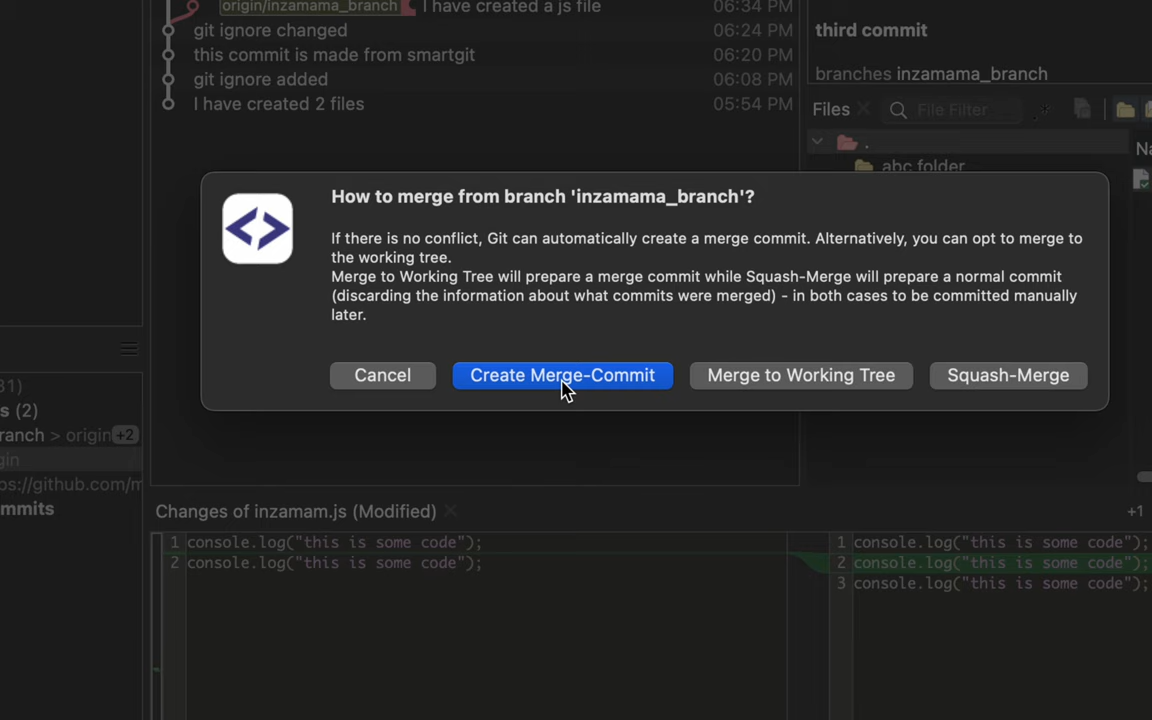 origin/inzamama_branch I have created a js file 06:34 PM
git ignore changed 06:24 PM
this commit is made from smartgit 06:20 PM
git ignore added 06:08 PM
I have created 2 files 05:54 PM
third commit
branches inzamama_branch
Files File Filter .*
.
abc folder
How to merge from branch 'inzamama_branch'?
If there is no conflict, Git can automatically create a merge commit. Alternatively, you can opt to merge to
the working tree.
Merge to Working Tree will prepare a merge commit while Squash-Merge will prepare a normal commit
(discarding the information about what commits were merged) - in both cases to be committed manually
later.
Cancel Create Merge-Commit Merge to Working Tree Squash-Merge
31)
s (2)
ranch > origin +2
gin
ps://github.com/m
mmits
Changes of inzamam.js (Modified) +1
1 console.log("this is some code");
2 console.log("this is some code");
1 console.log("this is some code");
2 console.log("this is some code");
3 console.log("this is some code");